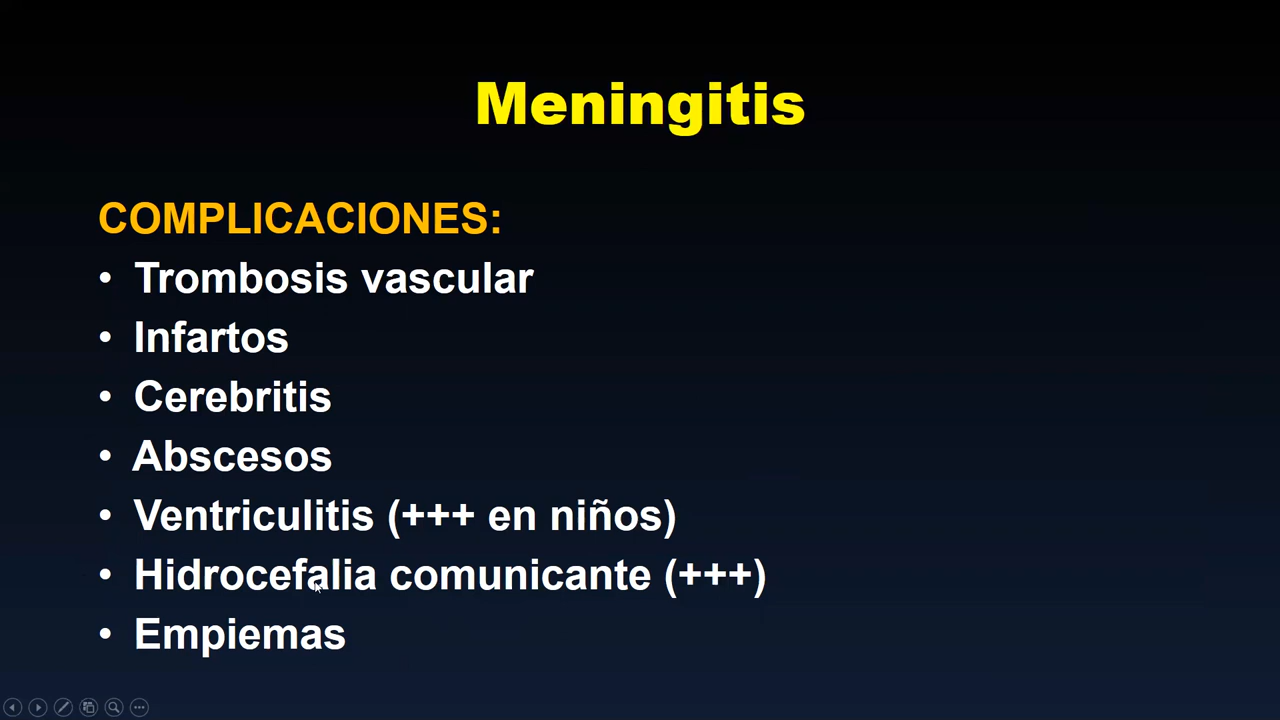 Meningitis
COMPLICACIONES:
• Trombosis vascular
• Infartos
• Cerebritis
• Abscesos
• Ventriculitis (+++ en niños)
• Hidrocefalia comunicante (+++)
• Empiemas